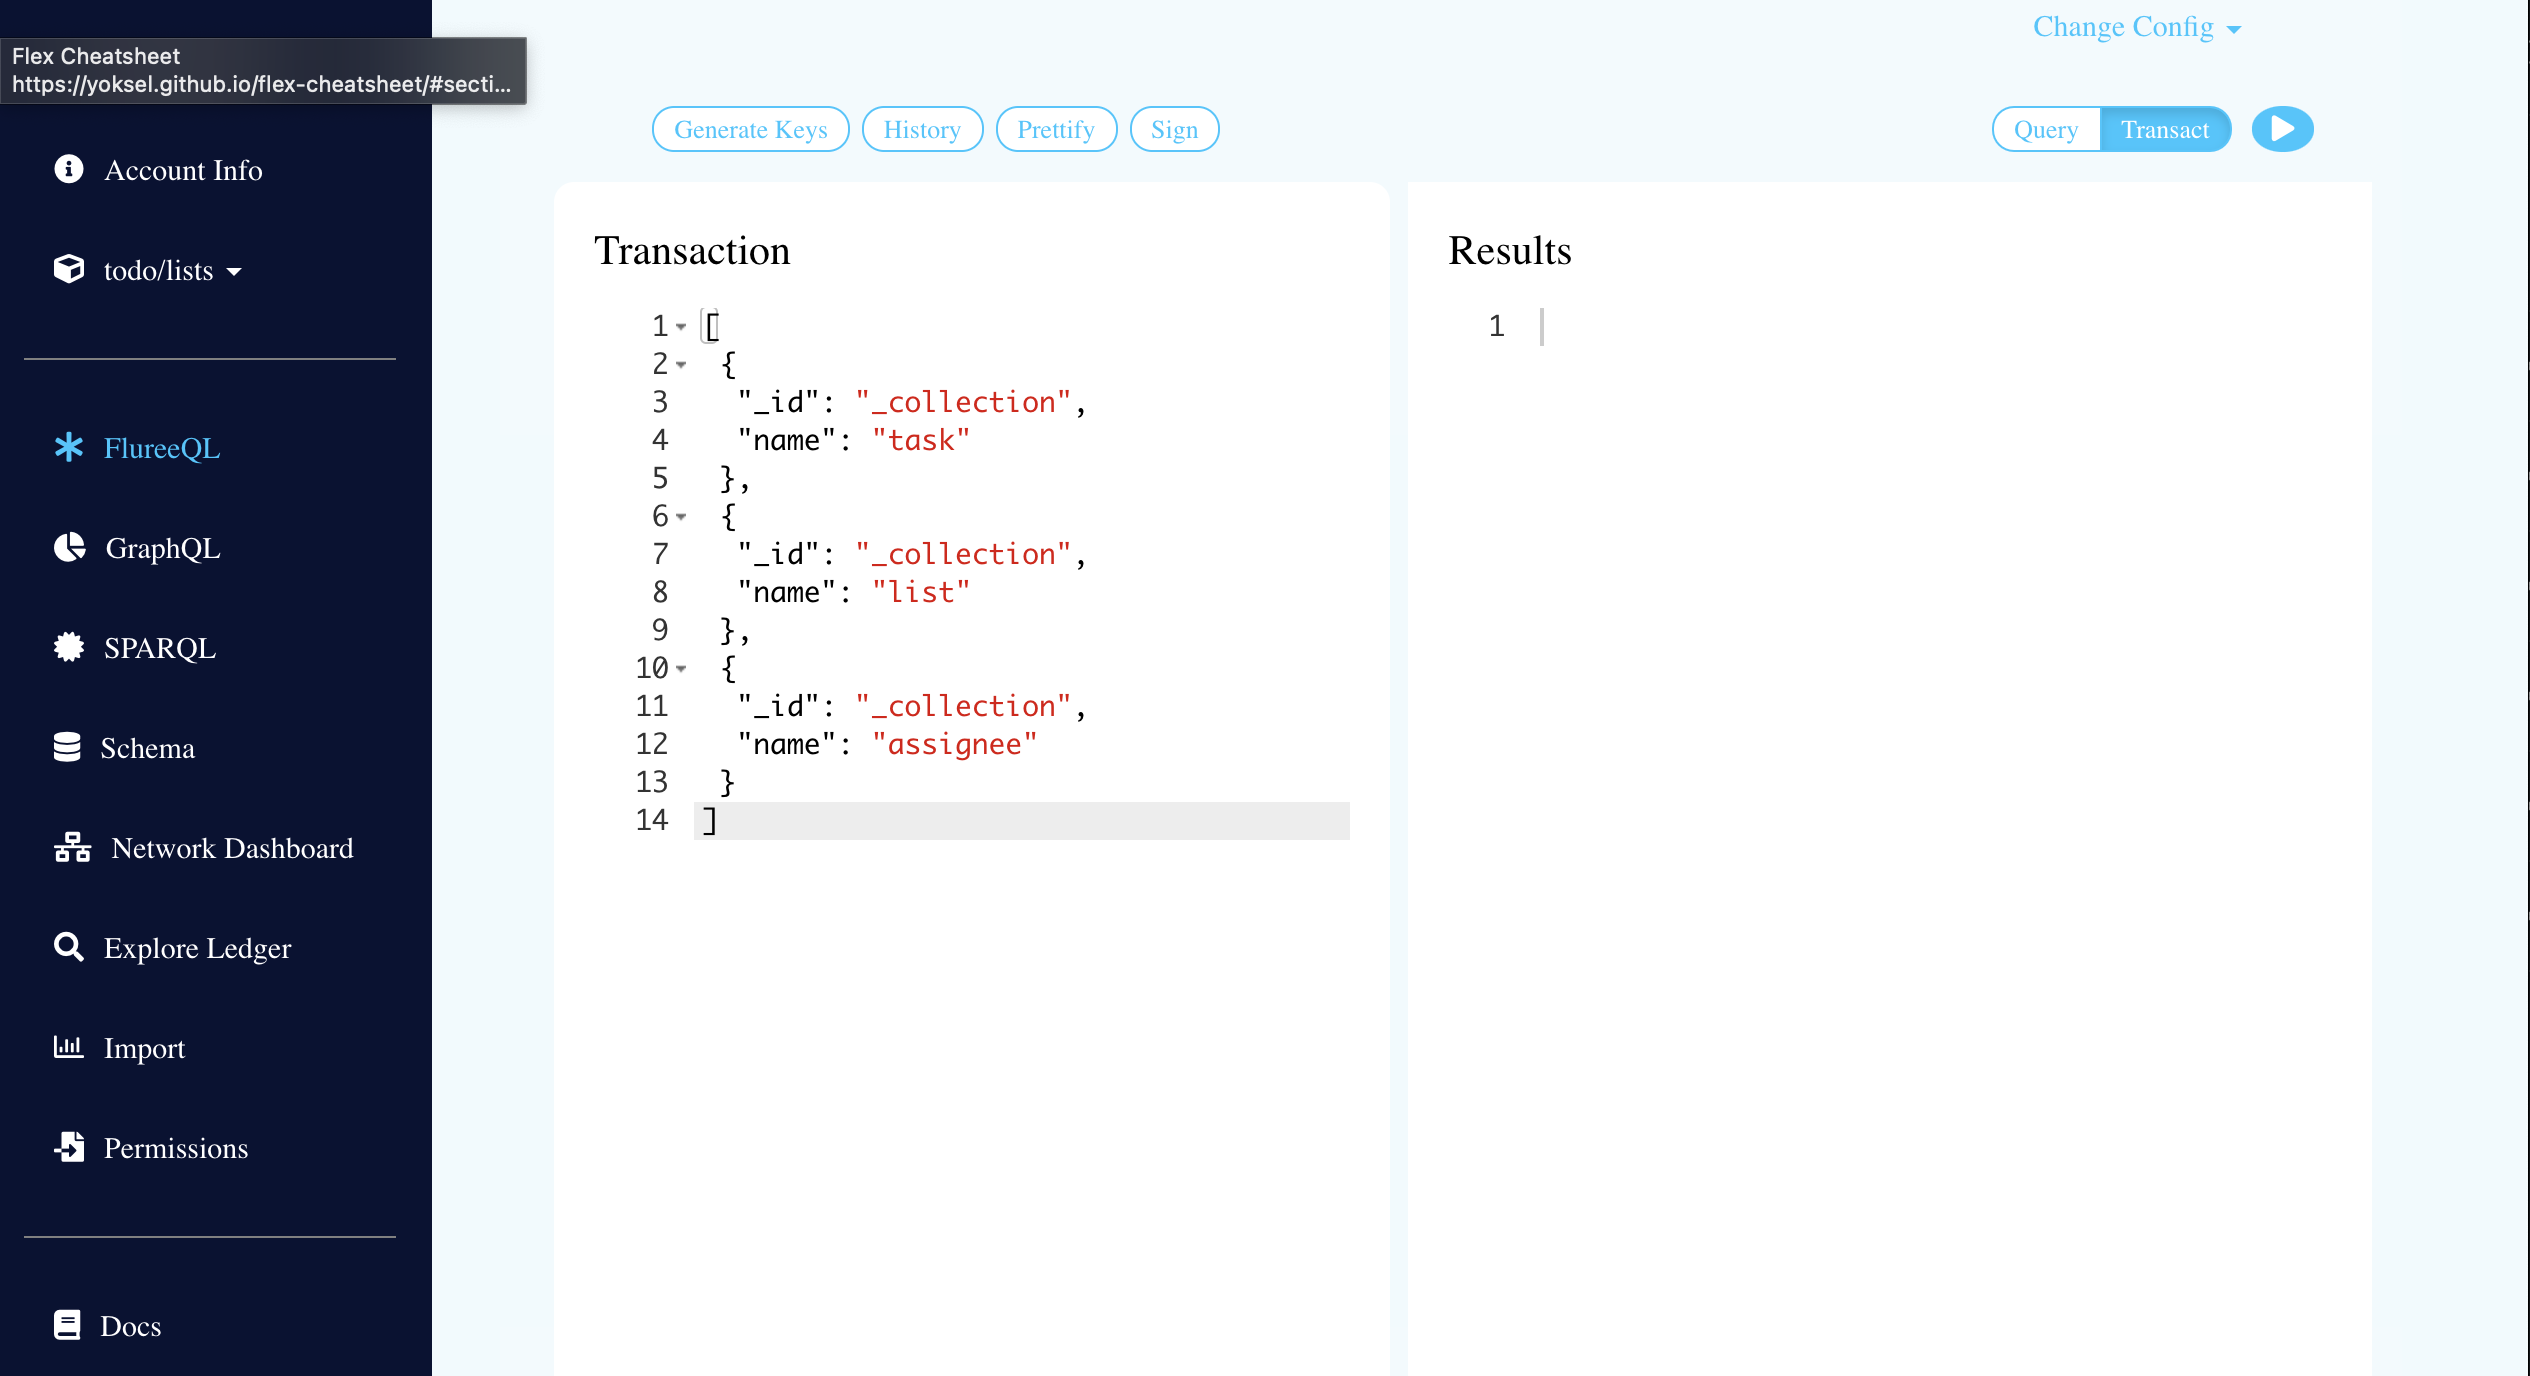 Flex Cheatsheet
https://yoksel.github.io/flex-cheatsheet/#secti...
Account Info
todo/lists
FlureeQL
GraphQL
SPARQL
Schema
Network Dashboard
Explore Ledger
Import
Permissions
Docs
Change Config
Generate Keys History Prettify Sign
Query Transact
Transaction
1 [
2 {
3 "_id": "_collection",
4 "name": "task"
5 },
6 {
7 "_id": "_collection",
8 "name": "list"
9 },
10 {
11 "_id": "_collection",
12 "name": "assignee"
13 }
14 ]
Results
1